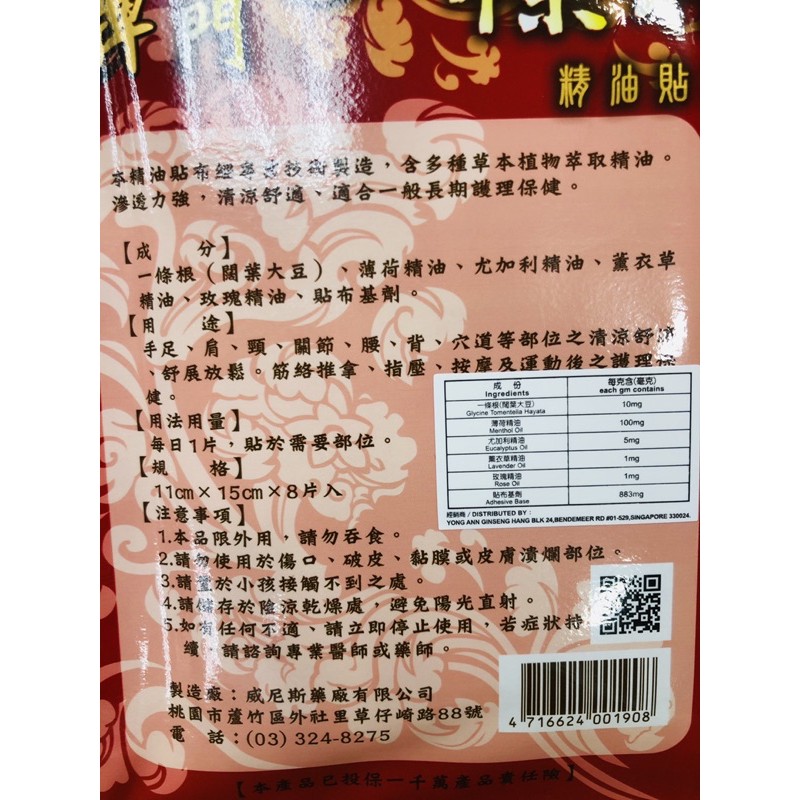 門
精油貼
本精油貼布經專業技術製造，含多種草本植物萃取精油。
滲透力強，清涼舒適、適合一般長期護理保健。
【成　　分】
一條根（闊葉大豆）、薄荷精油、尤加利精油、薰衣草
精油、玫瑰精油、貼布基劑。
【用　　途】
手足、肩、頸、關節、腰、背、穴道等部位之清涼舒適
、舒展放鬆。筋絡推拿、指壓、按摩及運動後之護理保
健。
【用法用量】
每日1片，貼於需要部位。
【規　　格】
11cm×15cm×8片入
【注意事項】
1.本品限外用，請勿吞食。
2.請勿使用於傷口、破皮、黏膜或皮膚潰爛部位。
3.請置於小孩接觸不到之處。
4.請儲存於陰涼乾燥處，避免陽光直射。
5.如有任何不適、請立即停止使用，若症狀持
續，請諮詢專業醫師或藥師。
製造廠：威尼斯藥廠有限公司
桃園市蘆竹區外社里草仔崎路88號
電　話：(03) 324-8275
【本產品已投保一千萬產品責任險】
成 份 每克含(毫克)
Ingredients each gm contains
一條根(闊葉大豆) 10mg
Glycine Tomentella Hayata
薄荷精油 100mg
Menthol Oil
尤加利精油 5mg
Eucalyptus Oil
薰衣草精油 1mg
Lavender Oil
玫瑰精油 1mg
Rose Oil
貼布基劑 883mg
Adhesive Base
經銷商 / DISTRIBUTED BY :
YONG ANN GINSENG HANG BLK 24,BENDEMEER RD #01-529,SINGAPORE 330024.
4 716624 001908